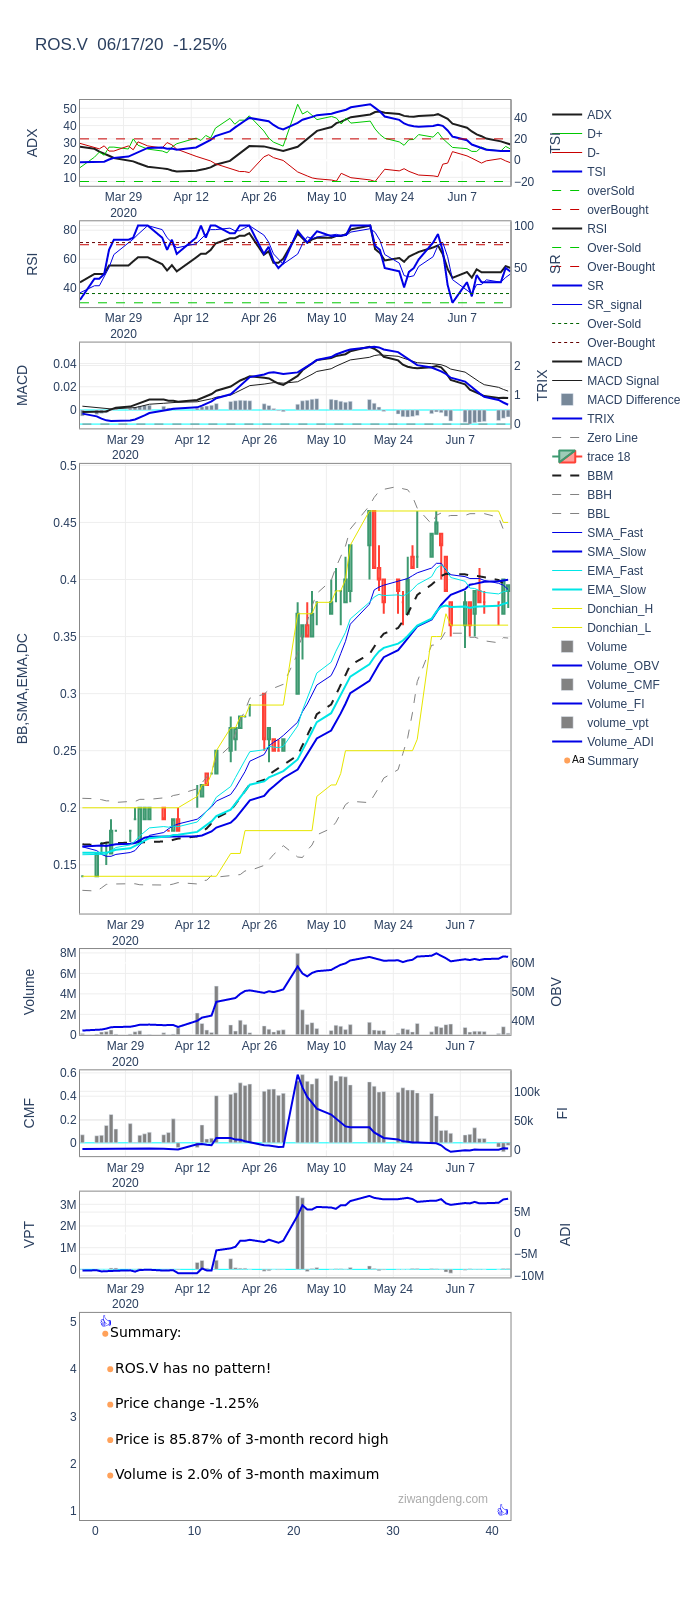 ROS.V  06/17/20  -1.25%
50
40
30
20
10
ADX
40
20
0
−20
TSI
Mar 29
2020
Apr 12
Apr 26
May 10
May 24
Jun 7
80
60
40
RSI
100
50
SR
Mar 29
2020
Apr 12
Apr 26
May 10
May 24
Jun 7
0.04
0.02
0
MACD
2
1
0
TRIX
Mar 29
2020
Apr 12
Apr 26
May 10
May 24
Jun 7
0.5
0.45
0.4
0.35
0.3
0.25
0.2
0.15
BB,SMA,EMA,DC
Mar 29
2020
Apr 12
Apr 26
May 10
May 24
Jun 7
8M
6M
4M
2M
0
Volume
60M
50M
40M
OBV
Mar 29
2020
Apr 12
Apr 26
May 10
May 24
Jun 7
0.6
0.4
0.2
0
CMF
100k
50k
0
FI
Mar 29
2020
Apr 12
Apr 26
May 10
May 24
Jun 7
3M
2M
1M
0
VPT
5M
0
−5M
−10M
ADI
Mar 29
2020
Apr 12
Apr 26
May 10
May 24
Jun 7
5
4
3
2
1
👍
Summary:
ROS.V has no pattern!
Price change -1.25%
Price is 85.87% of 3-month record high
Volume is 2.0% of 3-month maximum
ziwangdeng.com
👍
0
10
20
30
40
ADX
D+
D-
TSI
overSold
overBought
RSI
Over-Sold
Over-Bought
SR
SR_signal
Over-Sold
Over-Bought
MACD
MACD Signal
MACD Difference
TRIX
Zero Line
trace 18
BBM
BBH
BBL
SMA_Fast
SMA_Slow
EMA_Fast
EMA_Slow
Donchian_H
Donchian_L
Volume
Volume_OBV
Volume_CMF
Volume_FI
volume_vpt
Volume_ADI
Aa Summary